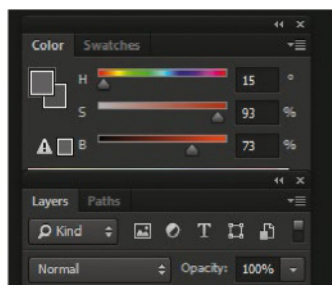 Color Swatches
H 15 °
S 93 %
B 73 %
Layers Paths
Kind T
Normal Opacity: 100%